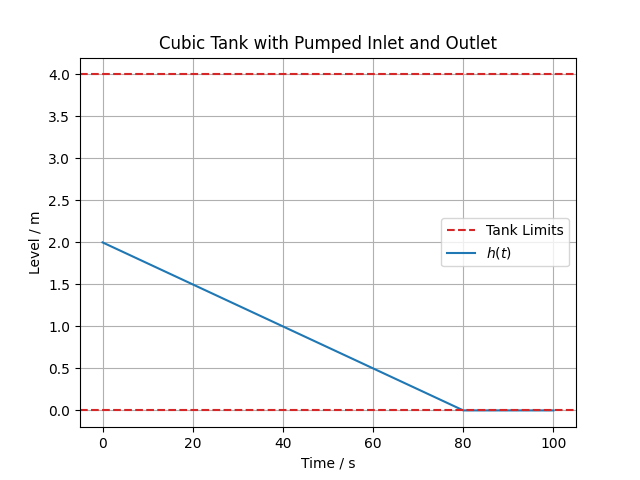 Cubic Tank with Pumped Inlet and Outlet
Level / m
4.0
3.5
3.0
2.5
2.0
1.5
1.0
0.5
0.0
Tank Limits
h(t)
0 20 40 60 80 100
Time / s